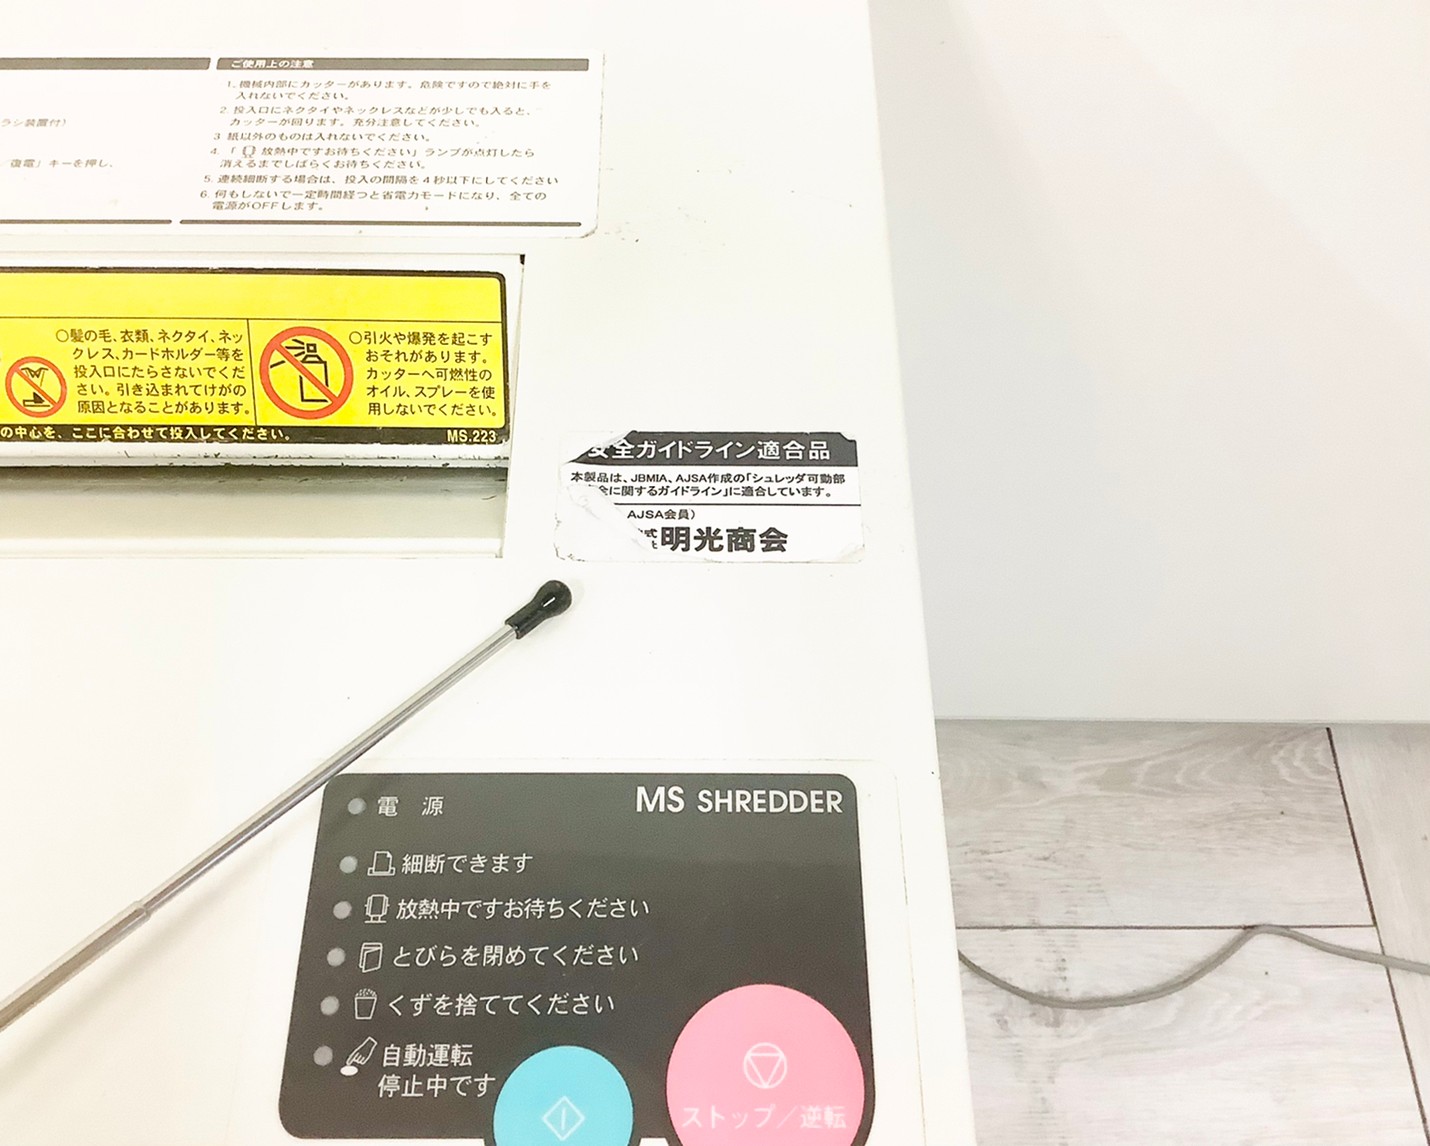 ご使用上の注意
1. 機械内部にカッターがあります。危険ですので絶対に手を
入れないでください。
2. 投入口にネクタイやネックレスなどが少しでも入ると、
カッターが回ります。充分注意してください。
3 紙以外のものは入れないでください。
4. 「放熱中ですお待ちください」ランプが点灯したら
消えるまでしばらくお待ちください。
5. 連続細断する場合は、投入の間隔を4秒以下にしてください
6. 何もしないで一定時間経つと省電力モードになり、全ての
電源がOFFします。
ラシ装置付）
／復電」キーを押し、
○髪の毛、衣類、ネクタイ、ネッ
クレス、カードホルダー等を
投入口にたらさないでくだ
さい。引き込まれてけがの
原因となることがあります。
○引火や爆発を起こす
おそれがあります。
カッターへ可燃性の
オイル、スプレーを使
用しないでください。
の中心を、ここに合わせて投入してください。
MS.223
安全ガイドライン適合品
本製品は、JBMIA、AJSA作成の「シュレッダ可動部
全に関するガイドライン」に適合しています。
AJSA会員）
明光商会
電 源
MS SHREDDER
細断できます
放熱中ですお待ちください
とびらを閉めてください
くずを捨ててください
自動運転
停止中です
ストップ／逆転